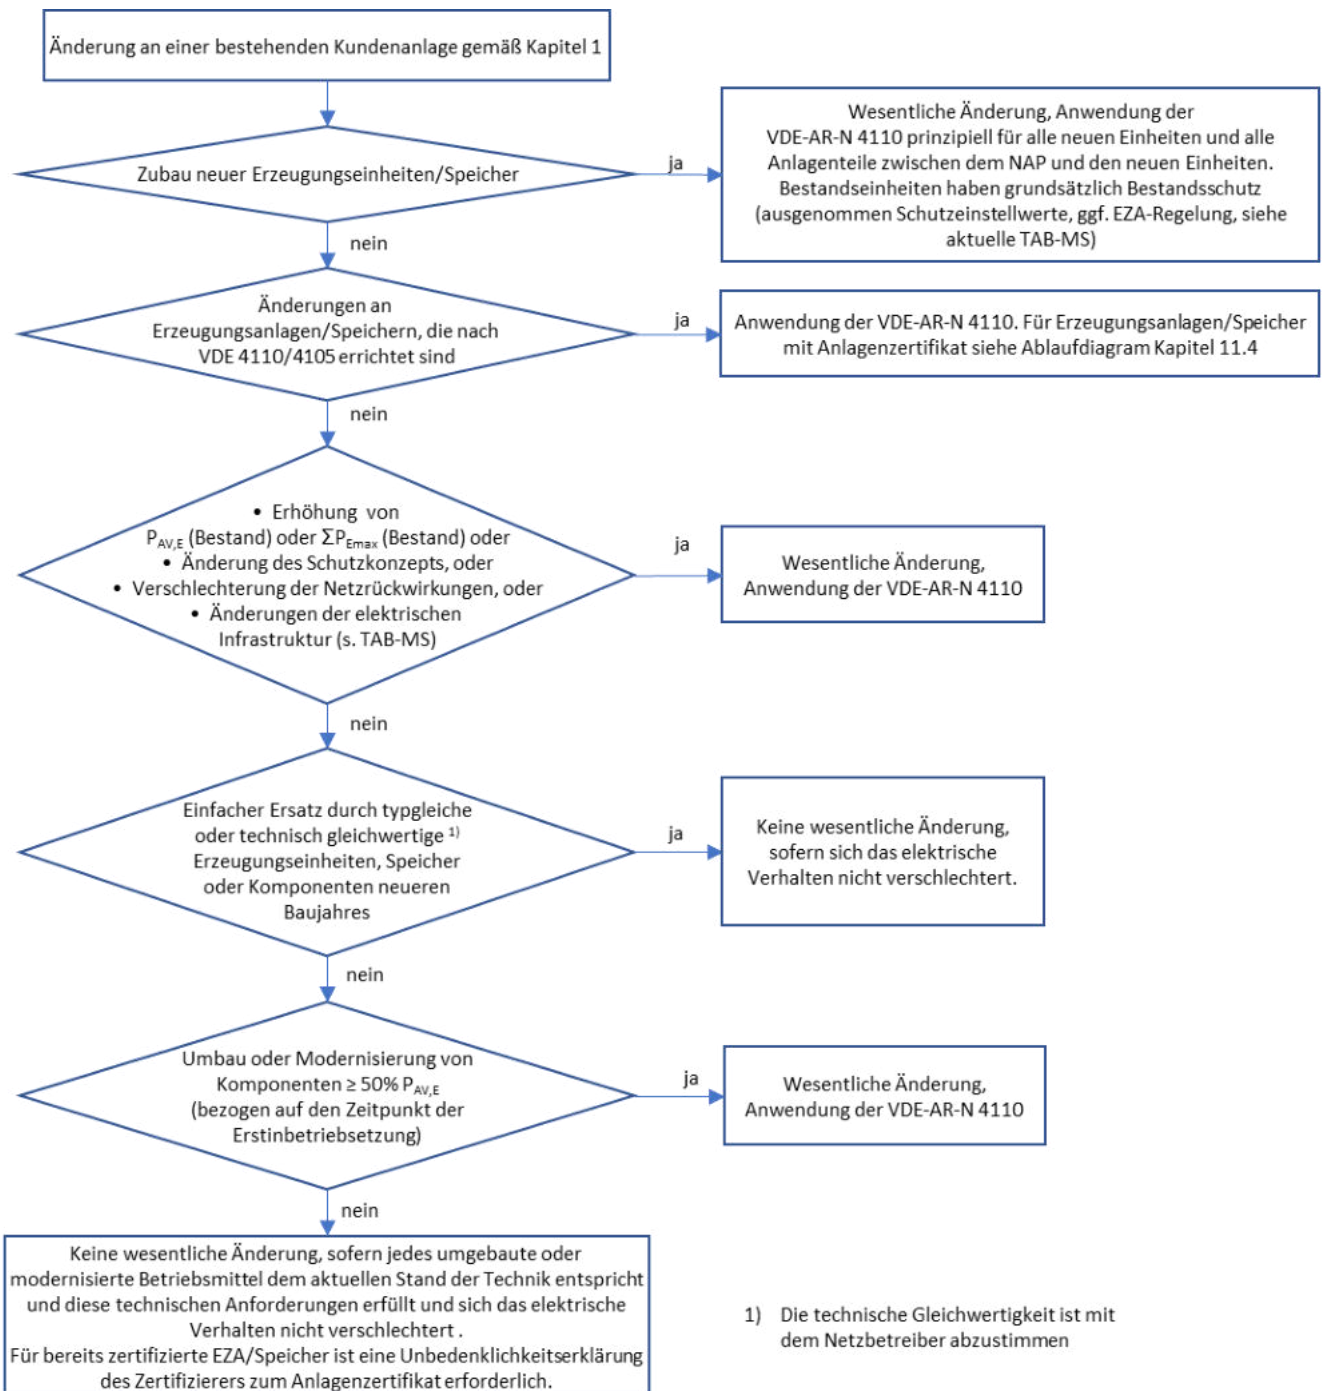 Änderung an einer bestehenden Kundenanlage gemäß Kapitel 1
Zubau neuer Erzeugungseinheiten/Speicher
ja
Wesentliche Änderung, Anwendung der
VDE-AR-N 4110 prinzipiell für alle neuen Einheiten und alle
Anlagenteile zwischen dem NAP und den neuen Einheiten.
Bestandseinheiten haben grundsätzlich Bestandsschutz
(ausgenommen Schutzeinstellwerte, ggf. EZA-Regelung, siehe
aktuelle TAB-MS)
nein
Änderungen an
Erzeugungsanlagen/Speichern, die nach
VDE 4110/4105 errichtet sind
ja
Anwendung der VDE-AR-N 4110. Für Erzeugungsanlagen/Speicher
mit Anlagenzertifikat siehe Ablaufdiagram Kapitel 11.4
nein
• Erhöhung von
P_AV,E (Bestand) oder ΣP_Emax (Bestand) oder
• Änderung des Schutzkonzepts, oder
• Verschlechterung der Netzrückwirkungen, oder
• Änderungen der elektrischen
Infrastruktur (s. TAB-MS)
ja
Wesentliche Änderung,
Anwendung der VDE-AR-N 4110
nein
Einfacher Ersatz durch typgleiche
oder technisch gleichwertige 1)
Erzeugungseinheiten, Speicher
oder Komponenten neueren
Baujahres
ja
Keine wesentliche Änderung,
sofern sich das elektrische
Verhalten nicht verschlechtert.
nein
Umbau oder Modernisierung von
Komponenten ≥ 50% P_AV,E
(bezogen auf den Zeitpunkt der
Erstinbetriebsetzung)
ja
Wesentliche Änderung,
Anwendung der VDE-AR-N 4110
nein
Keine wesentliche Änderung, sofern jedes umgebaute oder
modernisierte Betriebsmittel dem aktuellen Stand der Technik entspricht
und diese technischen Anforderungen erfüllt und sich das elektrische
Verhalten nicht verschlechtert .
Für bereits zertifizierte EZA/Speicher ist eine Unbedenklichkeitserklärung
des Zertifizierers zum Anlagenzertifikat erforderlich.
1) Die technische Gleichwertigkeit ist mit
dem Netzbetreiber abzustimmen